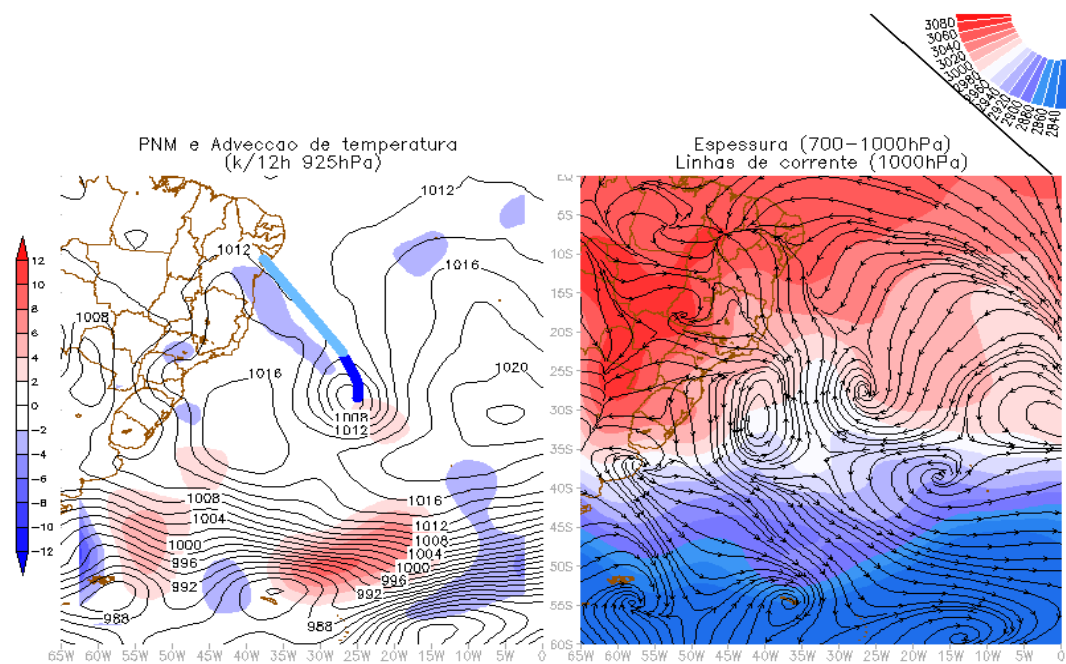 3080
3060
3040
3020
3000
2980
2960
2940
2920
2900
2880
2860
2840
PNM e Adveccao de temperatura
(k/12h 925hPa)
Espessura (700-1000hPa)
Linhas de corrente (1000hPa)
12
10
8
6
4
2
0
-2
-4
-6
-8
-10
-12
1012
1012
1016
1008
1016
1020
1008
1012
1008
1004
1000
996
992
988
1016
1012
1008
1004
1000
996
992
988
65W 60W 55W 50W 45W 40W 35W 30W 25W 20W 15W 10W 5W 0
EQ
5S
10S
15S
20S
25S
30S
35S
40S
45S
50S
55S
60S
65W 60W 55W 50W 45W 40W 35W 30W 25W 20W 15W 10W 5W 0